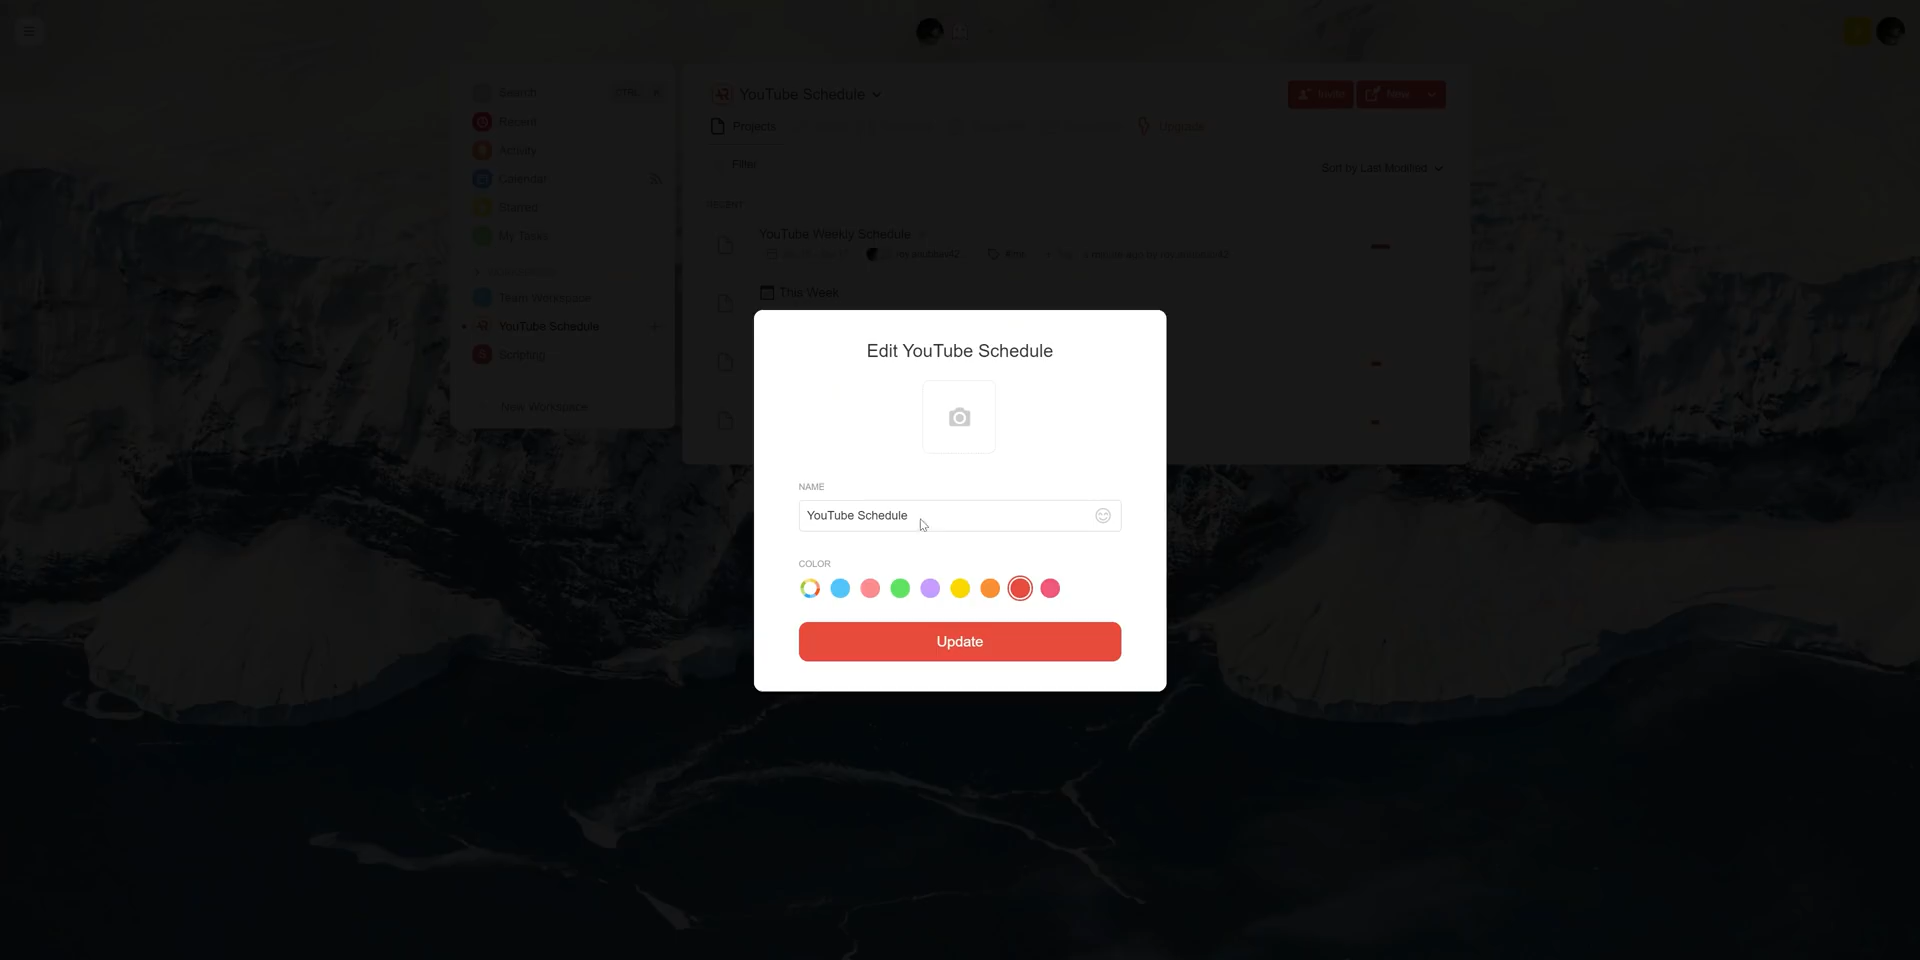 Search
CTRL K
Recent
Activity
Calendar
Starred
My Tasks
Team Workspace
YouTube Schedule
Scripting
New Workspace
YouTube Schedule
Invite
New
Projects
Upgrade
Filter
Sort by Last Modified
RECENT
YouTube Weekly Schedule
This Week
Edit YouTube Schedule
NAME
YouTube Schedule
COLOR
Update